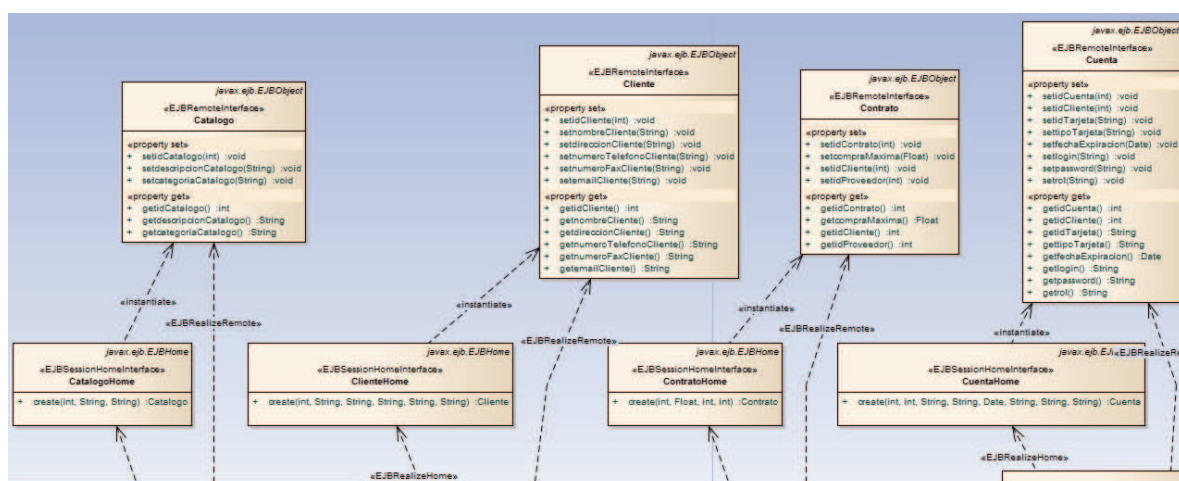 javax.ejb.EJBObject
«EJBRemoteInterface»
Catalogo
«property set»
+ setidCatalogo(int) :void
+ setdescripcionCatalogo(String) :void
+ setcategoriaCatalogo(String) :void
«property get»
+ getidCatalogo() :int
+ getdescripcionCatalogo() :String
+ getcategoriaCatalogo() :String
javax.ejb.EJBObject
«EJBRemoteInterface»
Cliente
«property set»
+ setidCliente(int) :void
+ setnombreCliente(String) :void
+ setdireccionCliente(String) :void
+ setnumeroTelefonoCliente(String) :void
+ setnumeroFaxCliente(String) :void
+ setemailCliente(String) :void
«property get»
+ getidCliente() :int
+ getnombreCliente() :String
+ getdireccionCliente() :String
+ getnumeroTelefonoCliente() :String
+ getnumeroFaxCliente() :String
+ getemailCliente() :String
javax.ejb.EJBObject
«EJBRemoteInterface»
Contrato
«property set»
+ setidContrato(int) :void
+ setcompraMaxima(Float) :void
+ setidCliente(int) :void
+ setidProveedor(int) :void
«property get»
+ getidContrato() :int
+ getcompraMaxima() :Float
+ getidCliente() :int
+ getidProveedor() :int
javax.ejb.EJBObject
«EJBRemoteInterface»
Cuenta
«property set»
+ setidCuenta(int) :void
+ setidCliente(int) :void
+ setidTarjeta(String) :void
+ settipoTarjeta(String) :void
+ setfechaExpiracion(Date) :void
+ setlogin(String) :void
+ setpassword(String) :void
+ setrol(String) :void
«property get»
+ getidCuenta() :int
+ getidCliente() :int
+ getidTarjeta() :String
+ gettipoTarjeta() :String
+ getfechaExpiracion() :Date
+ getlogin() :String
+ getpassword() :String
+ getrol() :String
«instantiate»
«EJBRealizeRemote»
«instantiate»
«EJBRealizeRemote»
«instantiate»
«EJBRealizeRemote»
«instantiate»
«EJBRealizeRe
javax.ejb.EJBHome
«EJBSessionHomeInterface»
CatalogoHome
+ create(int, String, String) :Catalogo
javax.ejb.EJBHome
«EJBSessionHomeInterface»
ClienteHome
+ create(int, String, String, String, String, String) :Cliente
javax.ejb.EJBHome
«EJBSessionHomeInterface»
ContratoHome
+ create(int, Float, int, int) :Contrato
javax.ejb.EJ
«EJBSessionHomeInterface»
CuentaHome
+ create(int, int, String, String, Date, String, String, String) :Cuenta
«EJBRealizeHome»
«EJBRealizeHome»